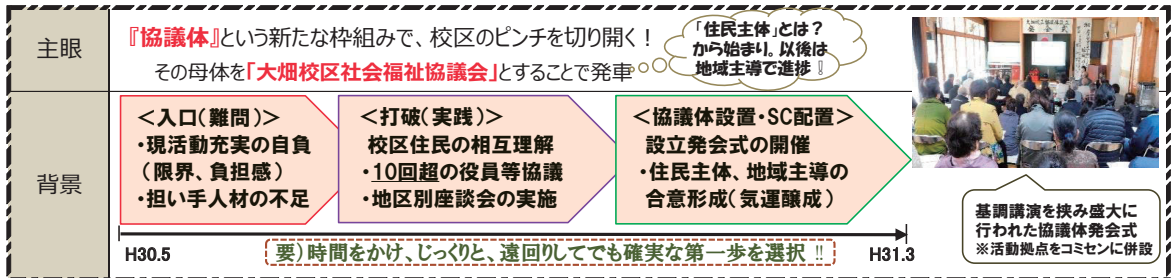 主眼
『協議体』という新たな枠組みで、校区のピンチを切り開く！
その母体を「大畑校区社会福祉協議会」とすることで発車
「住民主体」とは？
から始まり。以後は
地域主導で進捗！
背景
＜入口（難問）＞
・現活動充実の自負
（限界、負担感）
・担い手人材の不足
＜打破（実践）＞
校区住民の相互理解
・10回超の役員等協議
・地区別座談会の実施
＜協議体設置・SC配置＞
設立発会式の開催
・住民主体、地域主導の
合意形成（気運醸成）
H30.5
要）時間をかけ、じっくりと、遠回りしてでも確実な第一歩を選択！！
H31.3
基調講演を挟み盛大に
行われた協議体発会式
※活動拠点をコミセンに併設